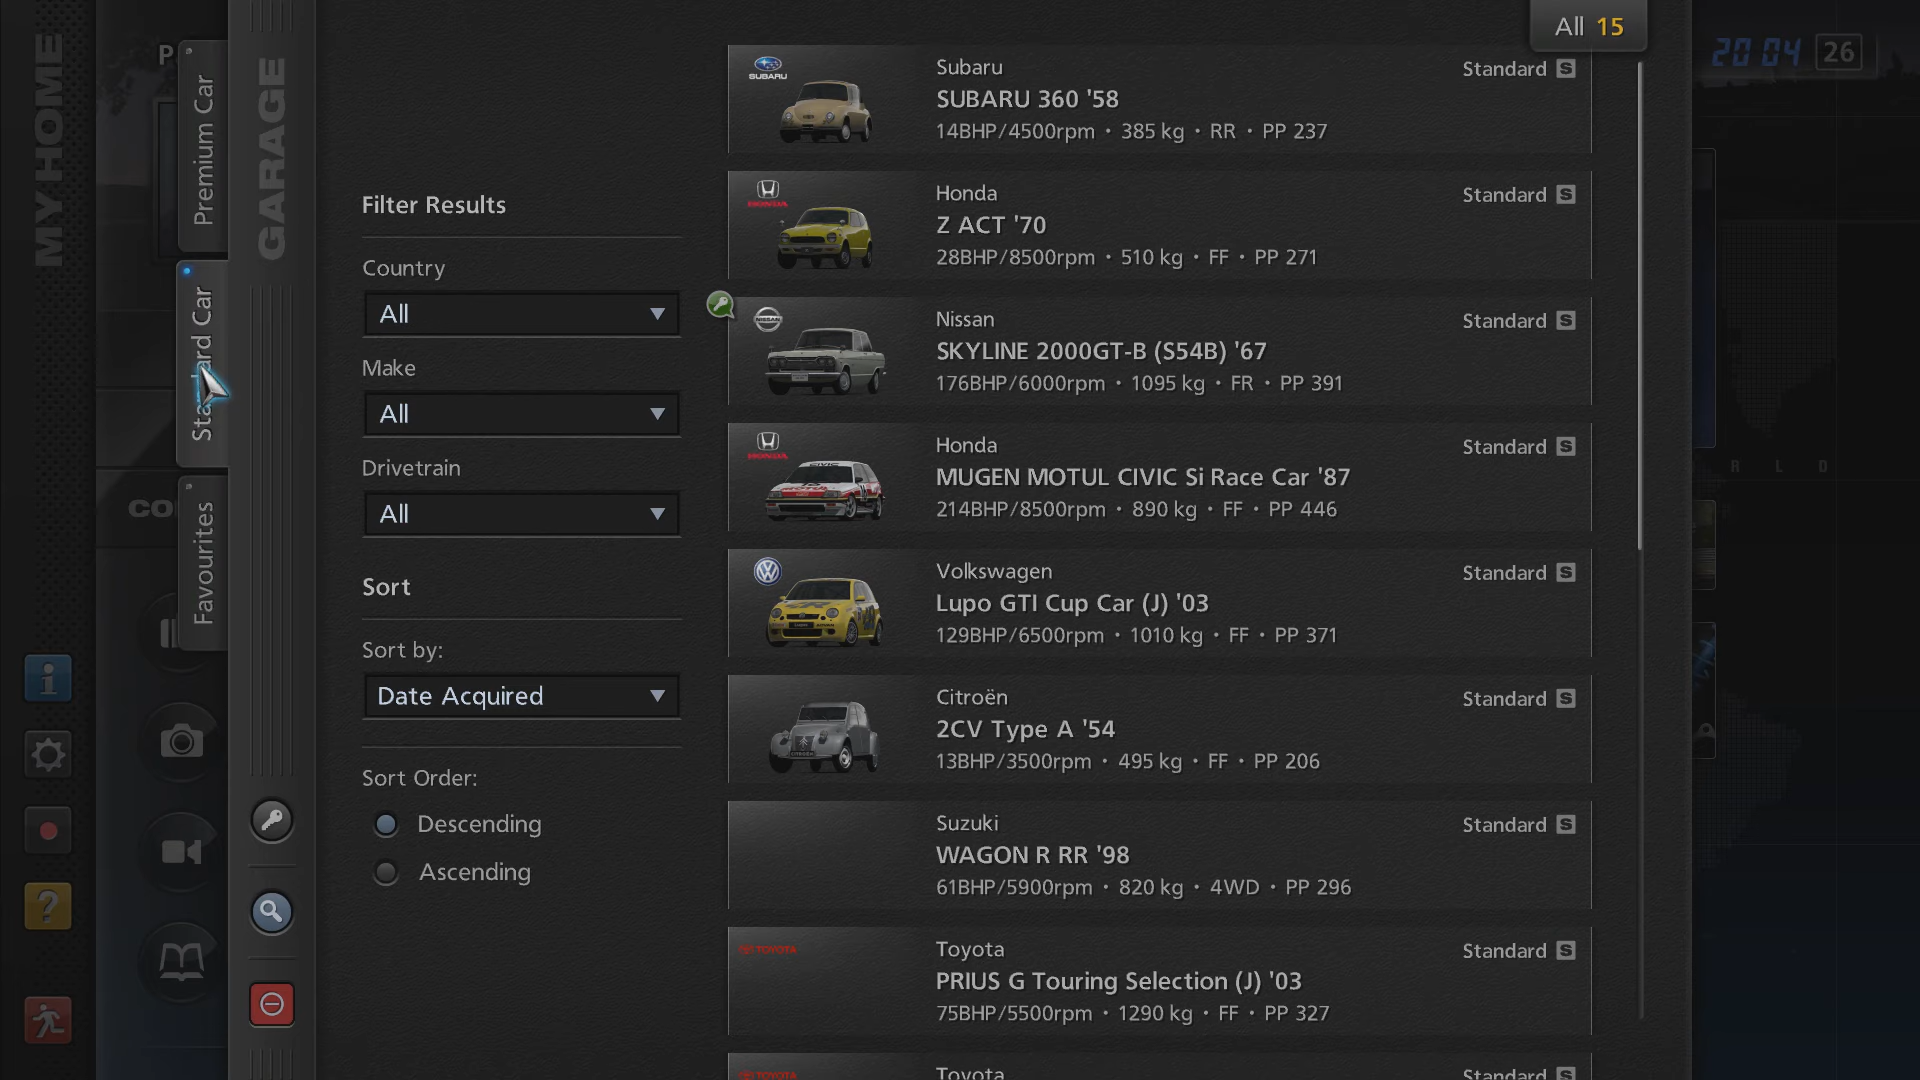 MY HOME
Premium Car
Standard Car
Favourites
GARAGE
All 15
20 04 26
Filter Results
Country
All
Make
All
Drivetrain
All
Sort
Sort by:
Date Acquired
Sort Order:
Descending
Ascending
SUBARU
Subaru
Standard S
SUBARU 360 '58
14BHP/4500rpm • 385 kg • RR • PP 237
HONDA
Honda
Standard S
Z ACT '70
28BHP/8500rpm • 510 kg • FF • PP 271
NISSAN
Nissan
Standard S
SKYLINE 2000GT-B (S54B) '67
176BHP/6000rpm • 1095 kg • FR • PP 391
HONDA
Honda
Standard S
MUGEN MOTUL CIVIC Si Race Car '87
214BHP/8500rpm • 890 kg • FF • PP 446
Volkswagen
Standard S
Lupo GTI Cup Car (J) '03
129BHP/6500rpm • 1010 kg • FF • PP 371
Citroën
Standard S
2CV Type A '54
13BHP/3500rpm • 495 kg • FF • PP 206
Suzuki
Standard S
WAGON R RR '98
61BHP/5900rpm • 820 kg • 4WD • PP 296
TOYOTA
Toyota
Standard S
PRIUS G Touring Selection (J) '03
75BHP/5500rpm • 1290 kg • FF • PP 327
TOYOTA
Toyota
Standard S
R L D